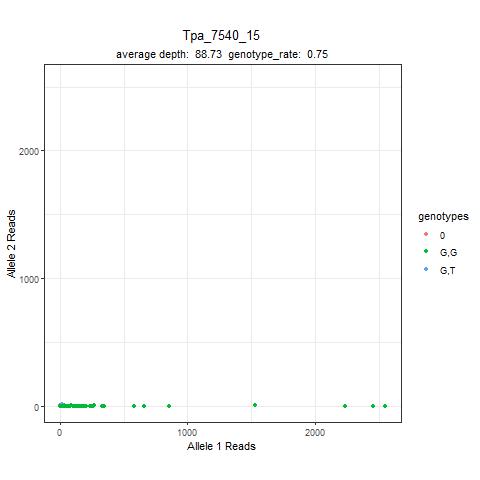 Tpa_7540_15
average depth: 88.73 genotype_rate: 0.75
2000
1000
0
Allele 2 Reads
0 1000 2000
Allele 1 Reads
genotypes
0
G,G
G,T